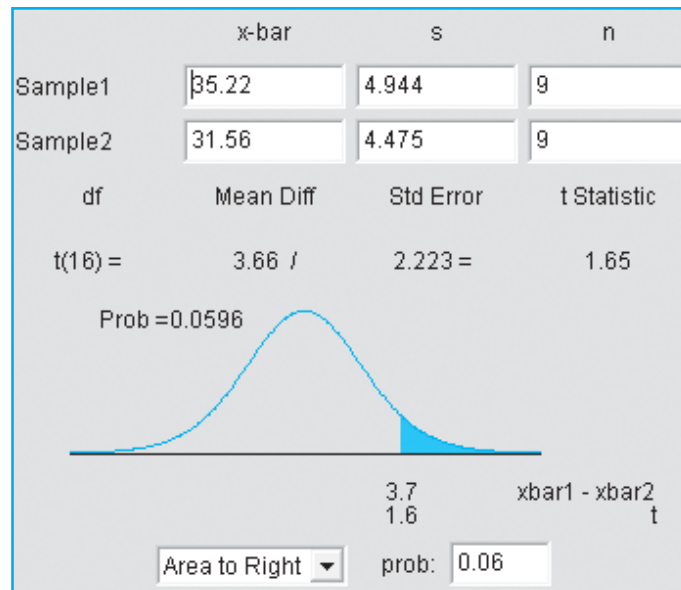 x-bar s n
Sample1 35.22 4.944 9
Sample2 31.56 4.475 9
df Mean Diff Std Error t Statistic
t(16) = 3.66 / 2.223 = 1.65
Prob =0.0596
3.7 xbar1 - xbar2
1.6 t
Area to Right prob: 0.06